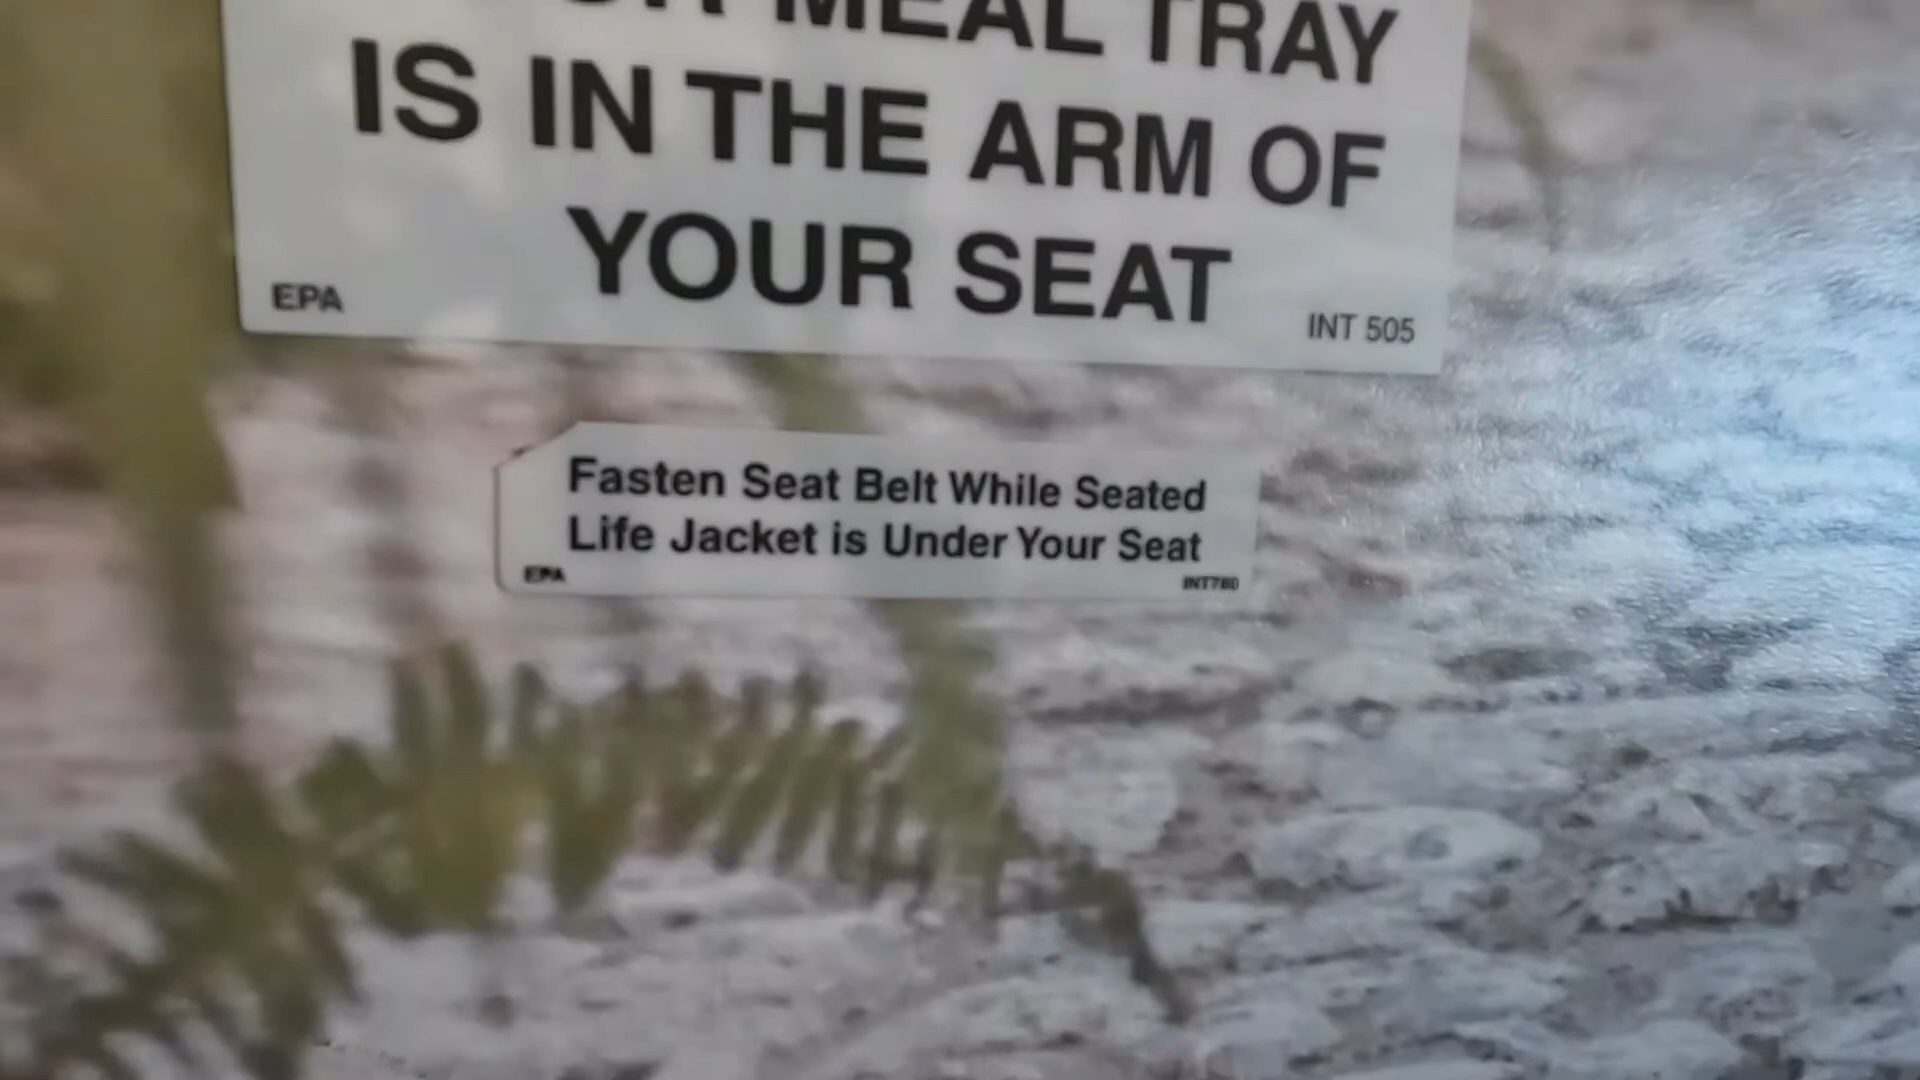 MEAL TRAY
IS IN THE ARM OF
YOUR SEAT
EPA
INT 505
Fasten Seat Belt While Seated
Life Jacket is Under Your Seat
EPA
INT780